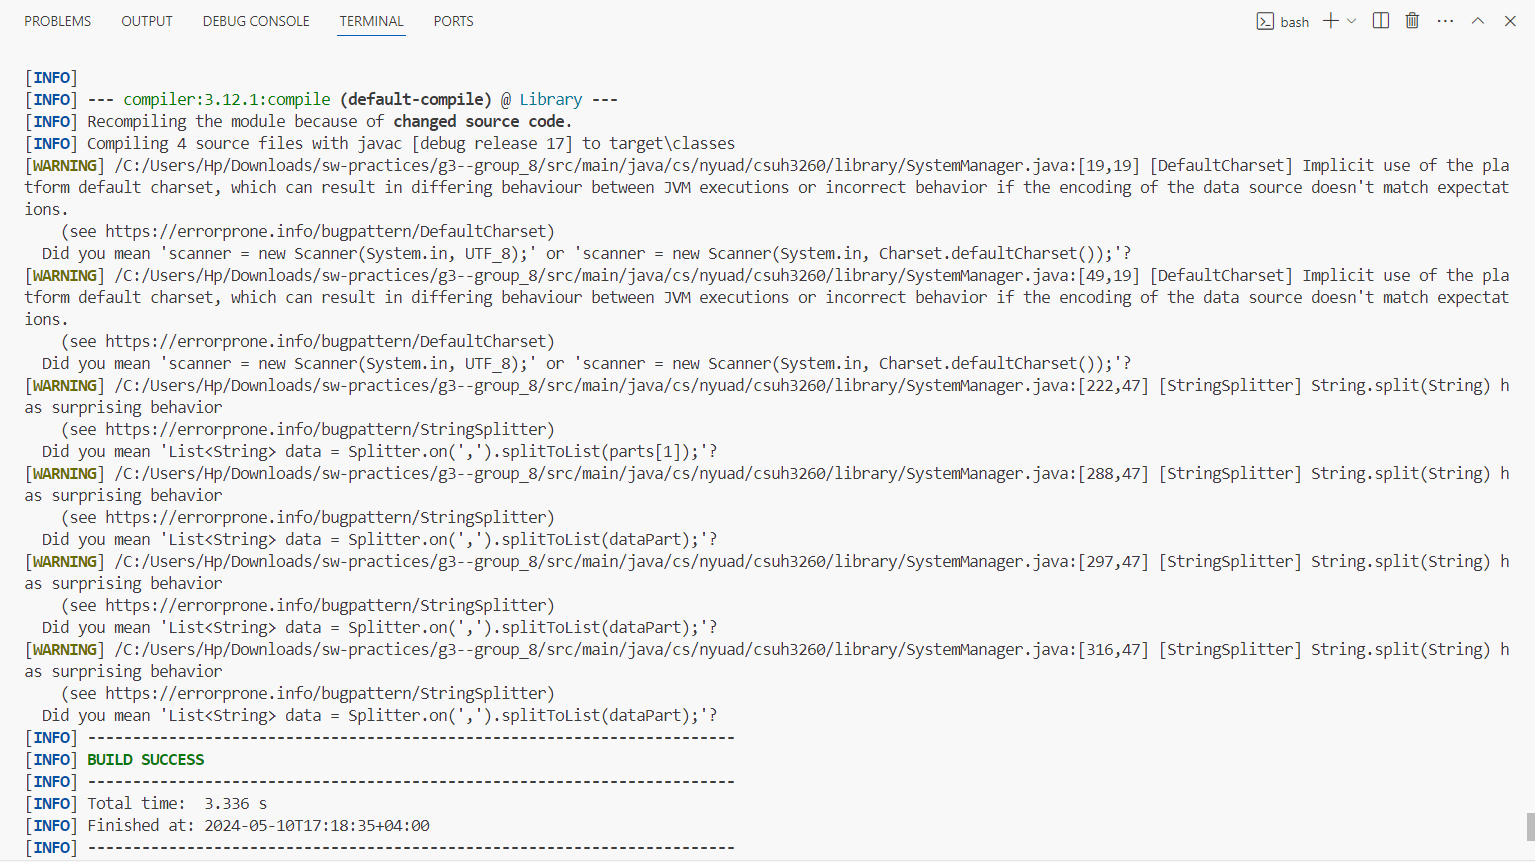 PROBLEMS OUTPUT DEBUG CONSOLE TERMINAL PORTS bash
[INFO]
[INFO] --- compiler:3.12.1:compile (default-compile) @ Library ---
[INFO] Recompiling the module because of changed source code.
[INFO] Compiling 4 source files with javac [debug release 17] to target\classes
[WARNING] /C:/Users/Hp/Downloads/sw-practices/g3--group_8/src/main/java/cs/nyuad/csuh3260/library/SystemManager.java:[19,19] [DefaultCharset] Implicit use of the pla
tform default charset, which can result in differing behaviour between JVM executions or incorrect behavior if the encoding of the data source doesn't match expectat
ions.
    (see https://errorprone.info/bugpattern/DefaultCharset)
  Did you mean 'scanner = new Scanner(System.in, UTF_8);' or 'scanner = new Scanner(System.in, Charset.defaultCharset());'?
[WARNING] /C:/Users/Hp/Downloads/sw-practices/g3--group_8/src/main/java/cs/nyuad/csuh3260/library/SystemManager.java:[49,19] [DefaultCharset] Implicit use of the pla
tform default charset, which can result in differing behaviour between JVM executions or incorrect behavior if the encoding of the data source doesn't match expectat
ions.
    (see https://errorprone.info/bugpattern/DefaultCharset)
  Did you mean 'scanner = new Scanner(System.in, UTF_8);' or 'scanner = new Scanner(System.in, Charset.defaultCharset());'?
[WARNING] /C:/Users/Hp/Downloads/sw-practices/g3--group_8/src/main/java/cs/nyuad/csuh3260/library/SystemManager.java:[222,47] [StringSplitter] String.split(String) h
as surprising behavior
    (see https://errorprone.info/bugpattern/StringSplitter)
  Did you mean 'List<String> data = Splitter.on(',').splitToList(parts[1]);'?
[WARNING] /C:/Users/Hp/Downloads/sw-practices/g3--group_8/src/main/java/cs/nyuad/csuh3260/library/SystemManager.java:[288,47] [StringSplitter] String.split(String) h
as surprising behavior
    (see https://errorprone.info/bugpattern/StringSplitter)
  Did you mean 'List<String> data = Splitter.on(',').splitToList(dataPart);'?
[WARNING] /C:/Users/Hp/Downloads/sw-practices/g3--group_8/src/main/java/cs/nyuad/csuh3260/library/SystemManager.java:[297,47] [StringSplitter] String.split(String) h
as surprising behavior
    (see https://errorprone.info/bugpattern/StringSplitter)
  Did you mean 'List<String> data = Splitter.on(',').splitToList(dataPart);'?
[WARNING] /C:/Users/Hp/Downloads/sw-practices/g3--group_8/src/main/java/cs/nyuad/csuh3260/library/SystemManager.java:[316,47] [StringSplitter] String.split(String) h
as surprising behavior
    (see https://errorprone.info/bugpattern/StringSplitter)
  Did you mean 'List<String> data = Splitter.on(',').splitToList(dataPart);'?
[INFO] ------------------------------------------------------------------------
[INFO] BUILD SUCCESS
[INFO] ------------------------------------------------------------------------
[INFO] Total time:  3.336 s
[INFO] Finished at: 2024-05-10T17:18:35+04:00
[INFO] ------------------------------------------------------------------------